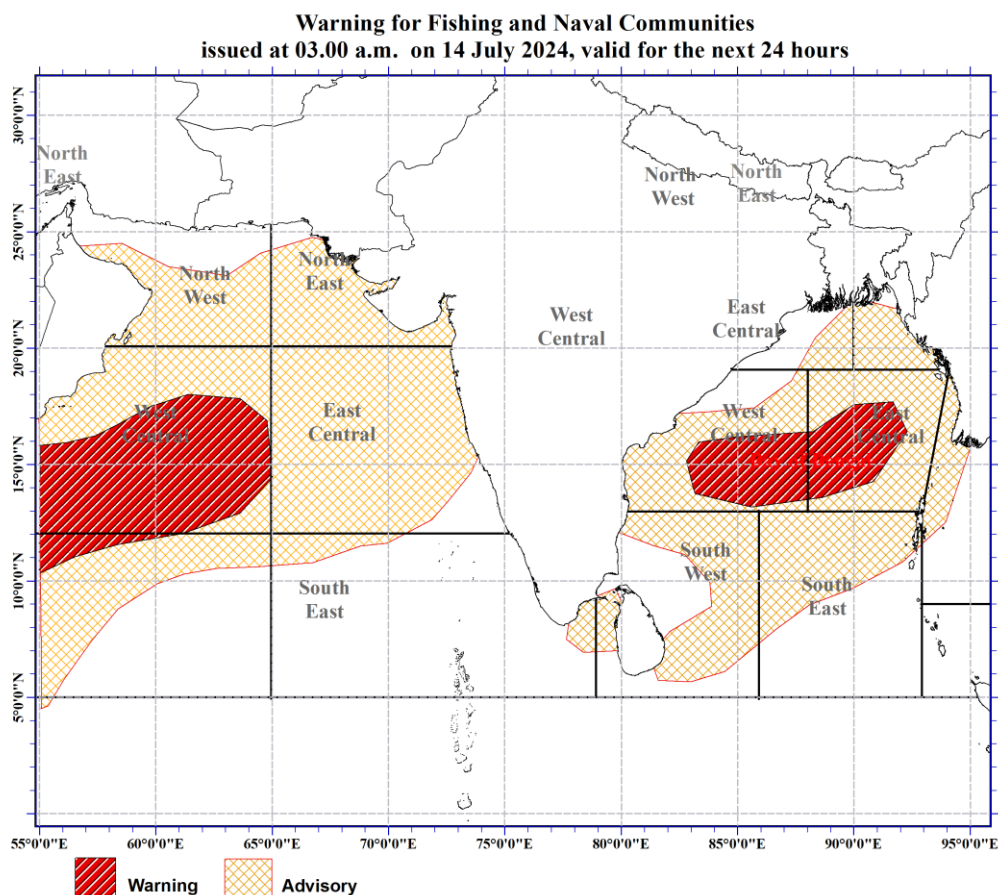 Warning for Fishing and Naval Communities
issued at 03.00 a.m. on 14 July 2024, valid for the next 24 hours
30°0'0"N
25°0'0"N
20°0'0"N
15°0'0"N
10°0'0"N
5°0'0"N
North
East
North
West
North
East
North
West
North
East
West
Central
East
Central
West
Central
East
Central
West
Central
East
Central
South
West
South
East
South
East
55°0'0"E
60°0'0"E
65°0'0"E
70°0'0"E
75°0'0"E
80°0'0"E
85°0'0"E
90°0'0"E
95°0'0"E
Warning
Advisory